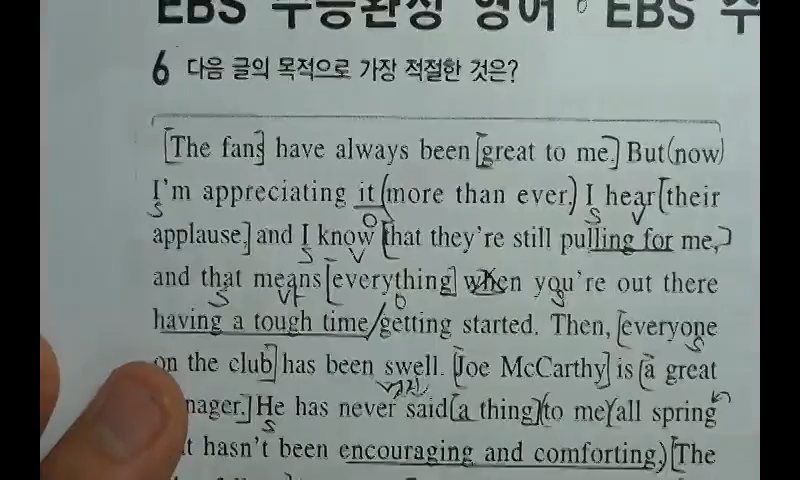 EBS 수능완성 영어 · EBS 수
6 다음 글의 목적으로 가장 적절한 것은?
[The fans] have always been [great to me.] But (now)
I'm appreciating it (more than ever.) I hear [their
S O S V
applause,] and I know [that they're still pulling for me,]
S V
and that means [everything] when you're out there
S V O S
having a tough time/getting started. Then, [everyone
S
on the club] has been swell. [Joe McCarthy] is [a great
nager.] He has never said [a thing] (to me) (all spring
S
t hasn't been encouraging and comforting.) [The